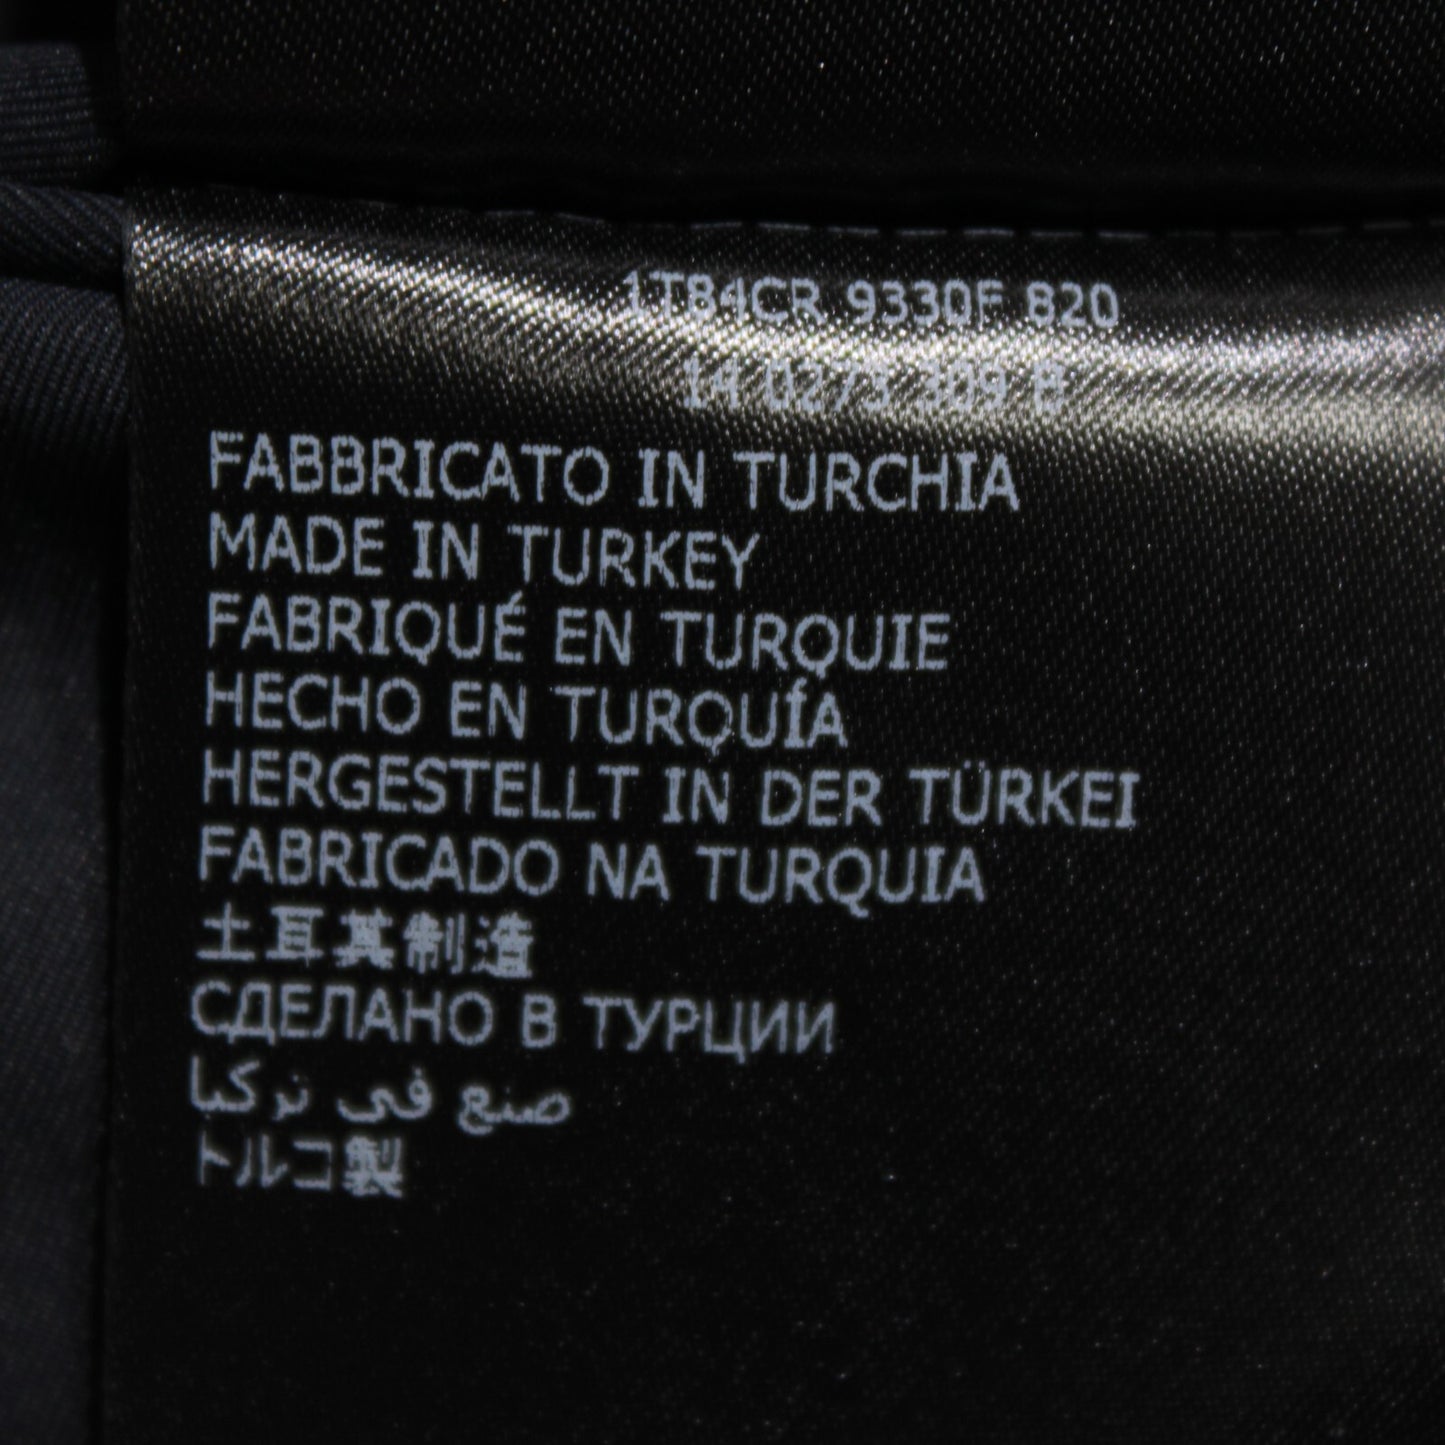 1T84CR 9330F 820
14 0273 309 B
FABBRICATO IN TURCHIA
MADE IN TURKEY
FABRIQUÉ EN TURQUIE
HECHO EN TURQUÍA
HERGESTELLT IN DER TÜRKEI
FABRICADO NA TURQUIA
土耳其制造
СДЕЛАНО В ТУРЦИИ
صنع في تركيا
トルコ製